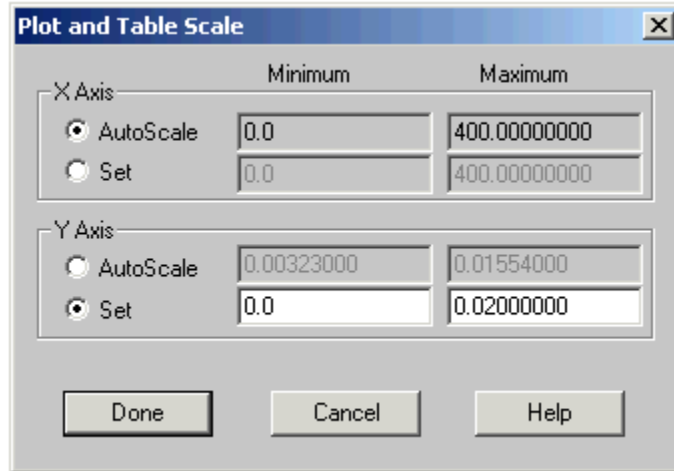 Plot and Table Scale
Minimum Maximum
X Axis
AutoScale 0.0 400.00000000
Set 0.0 400.00000000
Y Axis
AutoScale 0.00323000 0.01554000
Set 0.0 0.02000000
Done Cancel Help